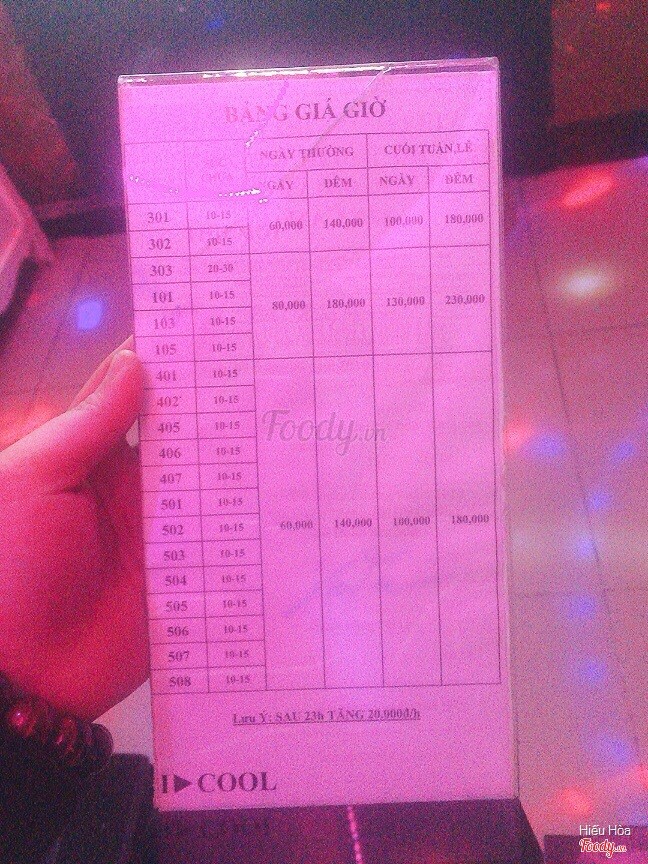 BẢNG GIÁ GIỜ
NGÀY THƯỜNG CUỐI TUẦN,LỄ
CHỨA
GÀY ĐÊM NGÀY ĐÊM
301 10-15 60,000 140,000 100,000 180,000
302 10-15
303 20-30
101 10-15 80,000 180,000 130,000 230,000
103 10-15
105 10-15
401 10-15
402 10-15
405 10-15
406 10-15
407 10-15
501 10-15
502 10-15 60,000 140,000 100,000 180,000
503 10-15
504 10-15
505 10-15
506 10-15
507 10-15
508 10-15
Lưu Ý: SAU 23h TĂNG 20,000đ/h
I COOL
Foody.vn
Hiếu Hòa
Foody.vn